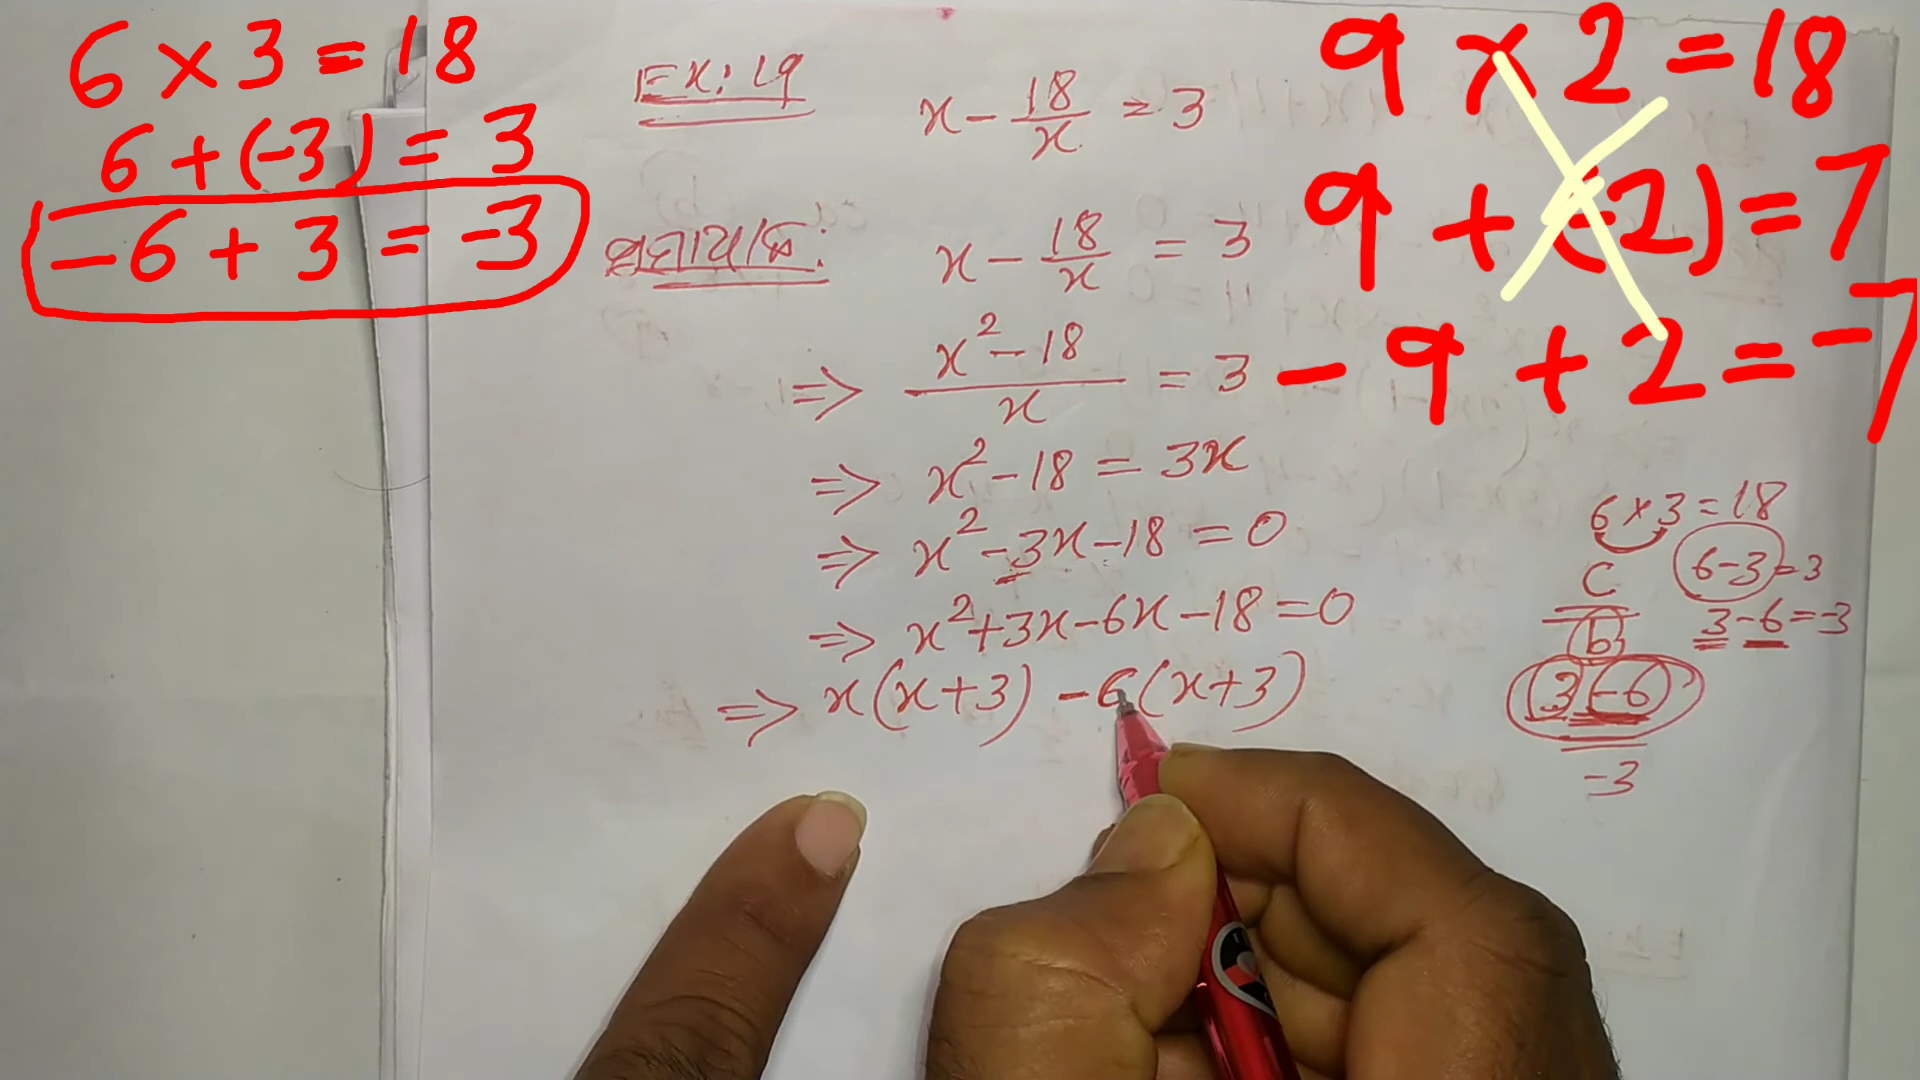 6 × 3 = 18
6 + (-3) = 3
-6 + 3 = -3
9 × 2 = 18
9 + (-2) = 7
- 9 + 2 = -7
Ex: 19
x - 18/x = 3
ସମାଧାନ:
x - 18/x = 3
⇒ (x² - 18)/x = 3
⇒ x² - 18 = 3x
⇒ x² - 3x - 18 = 0
⇒ x² + 3x - 6x - 18 = 0
⇒ x(x+3) - 6(x+3)
6 × 3 = 18
6 - 3 = 3
C
b
3 - 6 = -3
3 - 6
-3